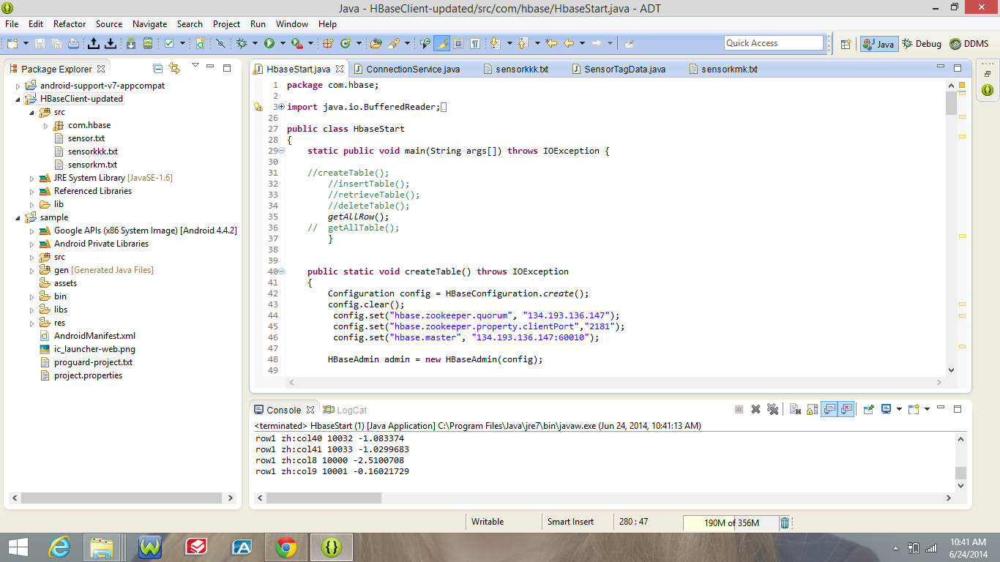 Java - HBaseClient-updated/src/com/hbase/HbaseStart.java - ADT
File Edit Refactor Source Navigate Search Project Run Window Help
Quick Access
Java
Debug
DDMS
Package Explorer
android-support-v7-appcompat
HBaseClient-updated
src
com.hbase
sensor.txt
sensorkkk.txt
sensorkm.txt
JRE System Library [JavaSE-1.6]
Referenced Libraries
lib
sample
Google APIs (x86 System Image) [Android 4.4.2]
Android Private Libraries
src
gen [Generated Java Files]
assets
bin
libs
res
AndroidManifest.xml
ic_launcher-web.png
proguard-project.txt
project.properties
HbaseStart.java ConnectionService.java sensorkkk.txt SensorTagData.java sensorkmk.txt
1 package com.hbase;
2
3 import java.io.BufferedReader;
26
27 public class HbaseStart
28 {
29 static public void main(String args[]) throws IOException {
30
31 //createTable();
32 //insertTable();
33 //retrieveTable();
34 //deleteTable();
35 getAllRow();
36 // getAllTable();
37 }
38
39
40 public static void createTable() throws IOException
41 {
42 Configuration config = HBaseConfiguration.create();
43 config.clear();
44 config.set("hbase.zookeeper.quorum", "134.193.136.147");
45 config.set("hbase.zookeeper.property.clientPort","2181");
46 config.set("hbase.master", "134.193.136.147:60010");
47
48 HBaseAdmin admin = new HBaseAdmin(config);
49
Console LogCat
<terminated> HbaseStart (1) [Java Application] C:\Program Files\Java\jre7\bin\javaw.exe (Jun 24, 2014, 10:41:13 AM)
row1 zh:col40 10032 -1.083374
row1 zh:col41 10033 -1.0299683
row1 zh:col8 10000 -2.5100708
row1 zh:col9 10001 -0.16021729
Writable Smart Insert 280 : 47 190M of 356M
10:41 AM
6/24/2014